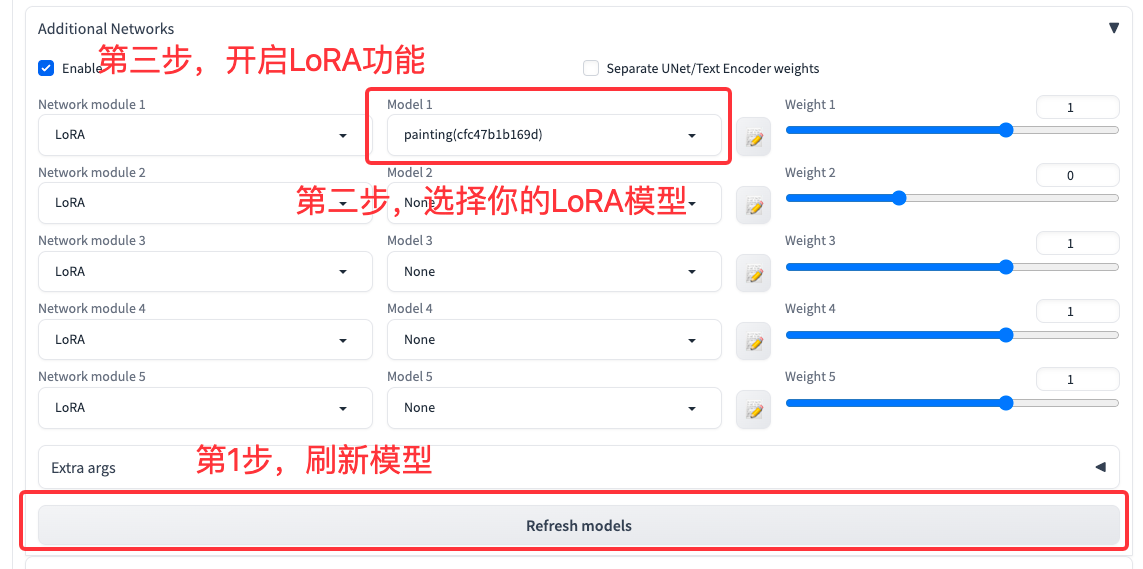 Additional Networks
▼
第三步，开启LoRA功能
Enable
Separate UNet/Text Encoder weights
Network module 1
Model 1
Weight 1
1
LoRA
painting(cfc47b1b169d)
Network module 2
Model 2
Weight 2
0
LoRA
None
第二步，选择你的LoRA模型
Network module 3
Model 3
Weight 3
1
LoRA
None
Network module 4
Model 4
Weight 4
1
LoRA
None
Network module 5
Model 5
Weight 5
1
LoRA
None
第1步，刷新模型
Extra args
◀
Refresh models